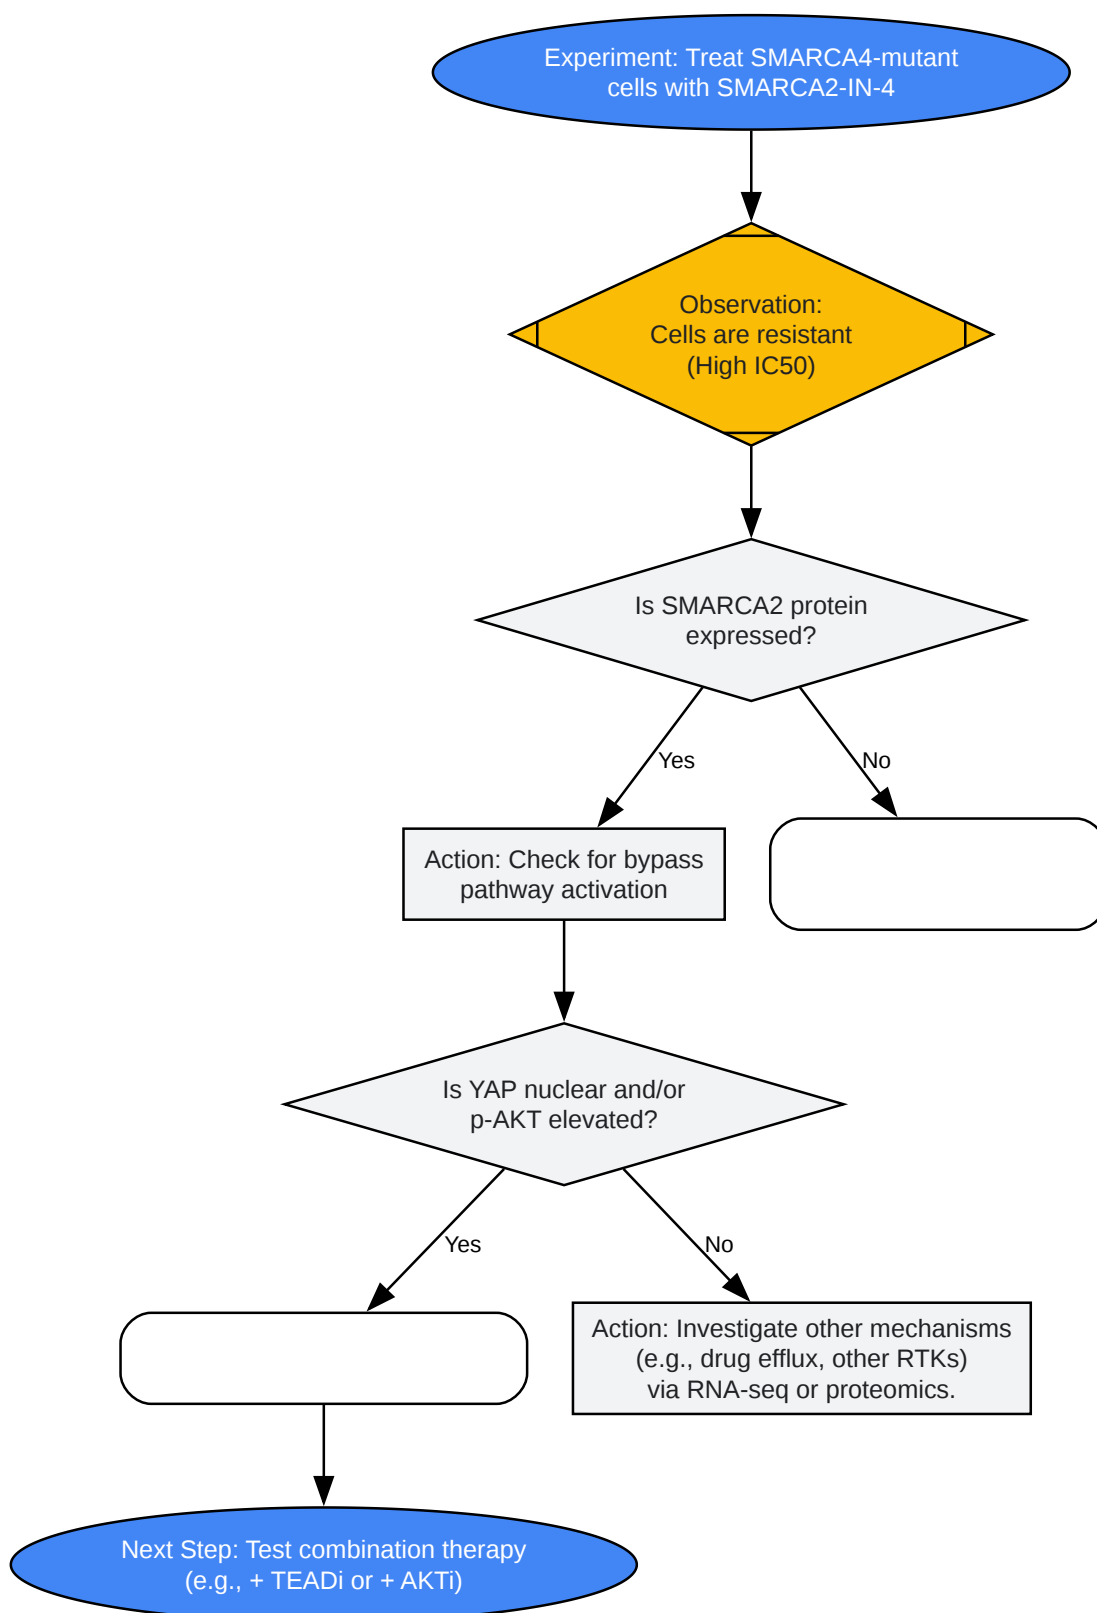 Experiment: Treat SMARCA4-mutant
cells with SMARCA2-IN-4
Observation:
Cells are resistant
(High IC50)
Is SMARCA2 protein
expressed?
Yes
No
Action: Check for bypass
pathway activation
Is YAP nuclear and/or
p-AKT elevated?
Yes
No
Action: Investigate other mechanisms
(e.g., drug efflux, other RTKs)
via RNA-seq or proteomics.
Next Step: Test combination therapy
(e.g., + TEADi or + AKTi)